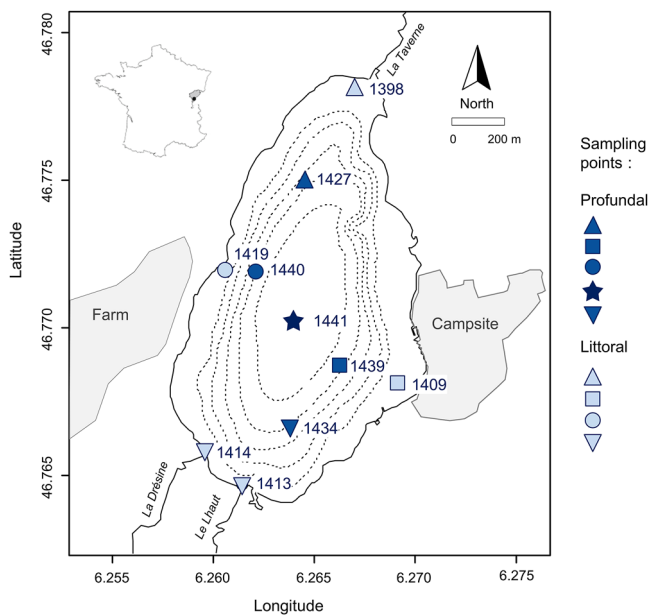 46.780
La Taverne
1398
North
0 200 m
Sampling
points :
46.775
1427
Profundal
Latitude
1419
1440
46.770
Farm
1441
Campsite
Littoral
1439
1409
1434
1414
46.765
1413
La Drésine
Le Lhaut
6.255 6.260 6.265 6.270 6.275
Longitude